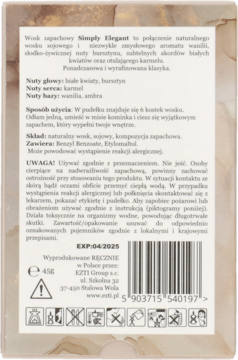 Wosk zapachowy Simply Elegant to połączenie naturalnego
wosku sojowego i niezwykle zmysłowego aromatu wanilii,
słodko-żywicznej nuty bursztynu, subtelnych akordów białych
kwiatów oraz otulającego karmelu.
Ponadczasowa i wyrafinowana klasyka.
Nuty głowy: białe kwiaty, bursztyn
Nuty serca: karmel
Nuty bazy: wanilia, ambra
Sposób użycia: W pudełku znajduje się 6 kostek wosku.
Odłam jedną, umieść w misie kominka i ciesz się wyjątkowym
zapachem, który wypełni twoje wnętrze.
Skład: naturalny wosk, sojowy, kompozycja zapachowa.
Zawiera: Benzyl Benzoate, Etylomaltol.
Może powodować wystąpienie reakcji alergicznej.
UWAGA! Używać zgodnie z przeznaczeniem. Nie jeść. Osoby
cierpiące na nadwrażliwość zapachową, powinny zachować
ostrożność przy stosowaniu tego produktu. W sytuacji kontaktu ze
skórą bądź oczami obficie przemyć ciepłą wodą. W przypadku
wystąpienia reakcji alergicznej lub połknięcia skontaktować się z
lekarzem, pokazać etykietę i pudełko. Aby zapobiec pożarowi lub
obrażeniom używać zgodnie z instrukcją (piktogramy poniżej).
Działa toksycznie na organizmy wodne, powodując długotrwałe
skutki. Zawartość/opakowanie usuwać do odpowiednio
oznakowanych pojemników zgodnie z lokalnymi i krajowymi
przepisami.
EXP:04/2025
45g
Wyprodukowane RĘCZNIE
w Polsce przez:
EZTI Group s.c.
ul. Szkolna 32
37-450 Stalowa Wola
www.ezti.pl
5 903715 540197 >